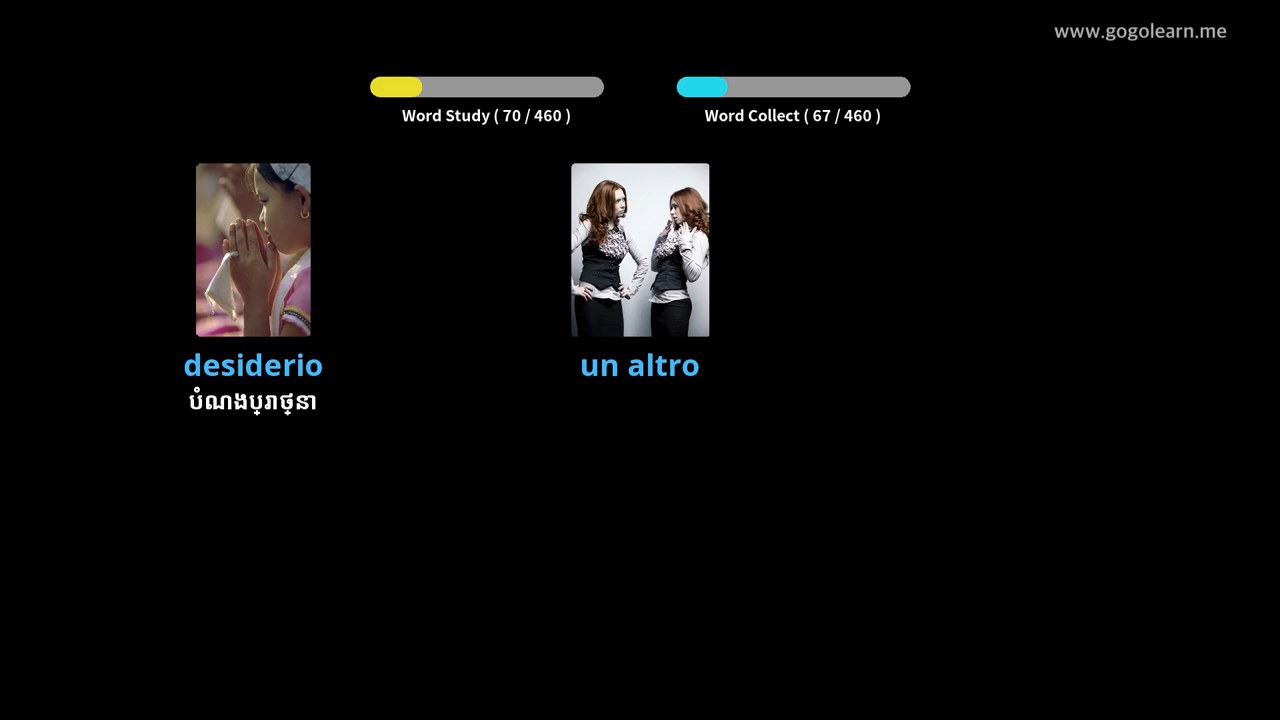 www.gogolearn.me
Word Study ( 70 / 460 )
Word Collect ( 67 / 460 )
desiderio
បំណងប្រាថ្នា
un altro